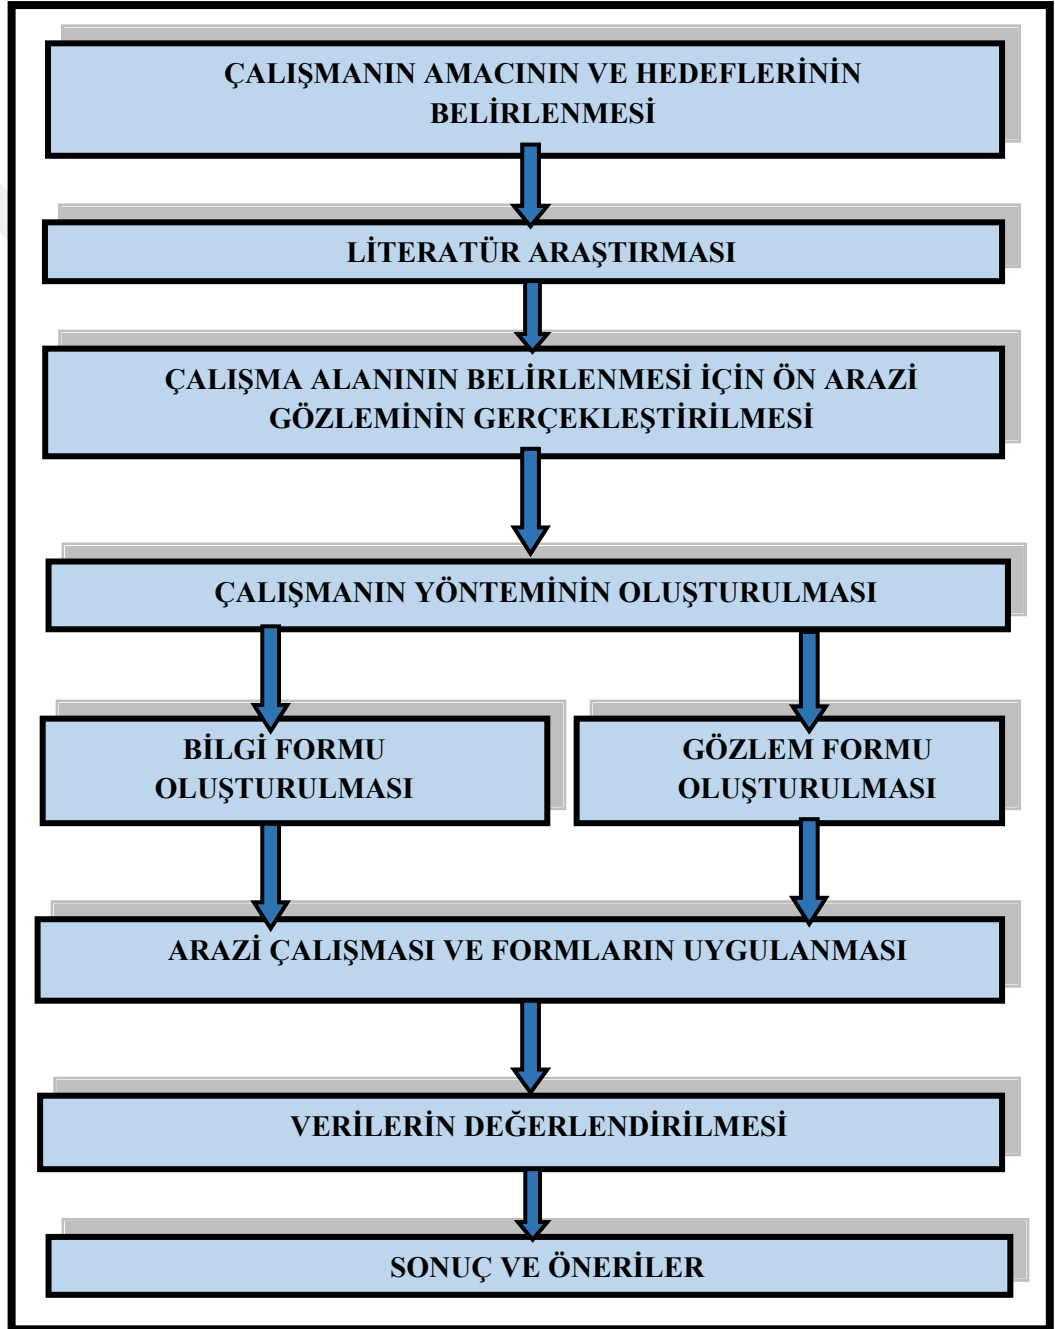 ÇALIŞMANIN AMACININ VE HEDEFLERİNİN
BELİRLENMESİ
LİTERATÜR ARAŞTIRMASI
ÇALIŞMA ALANININ BELİRLENMESİ İÇİN ÖN ARAZİ
GÖZLEMİNİN GERÇEKLEŞTİRİLMESİ
ÇALIŞMANIN YÖNTEMİNİN OLUŞTURULMASI
BİLGİ FORMU
OLUŞTURULMASI
GÖZLEM FORMU
OLUŞTURULMASI
ARAZİ ÇALIŞMASI VE FORMLARIN UYGULANMASI
VERİLERİN DEĞERLENDİRİLMESİ
SONUÇ VE ÖNERİLER